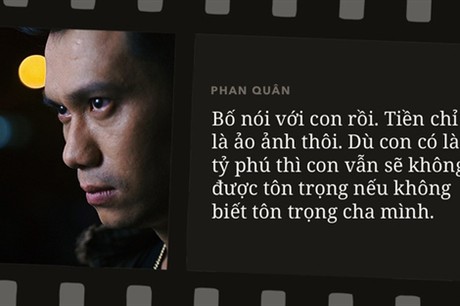 PHAN QUÂN
Bố nói với con rồi. Tiền chỉ
là ảo ảnh thôi. Dù con có là
tỷ phú thì con vẫn sẽ không
được tôn trọng nếu không
biết tôn trọng cha mình.